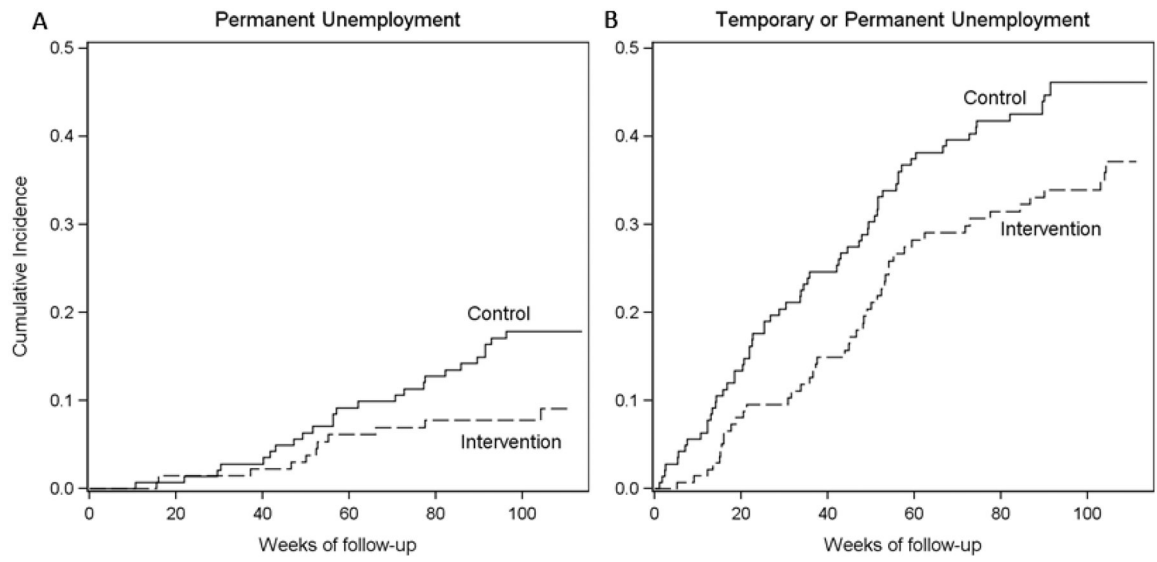 A
Permanent Unemployment
0.5
0.4
0.3
0.2
0.1
0.0
Cumulative Incidence
Control
Intervention
0 20 40 60 80 100
Weeks of follow-up
B
Temporary or Permanent Unemployment
0.5
0.4
0.3
0.2
0.1
0.0
Control
Intervention
0 20 40 60 80 100
Weeks of follow-up